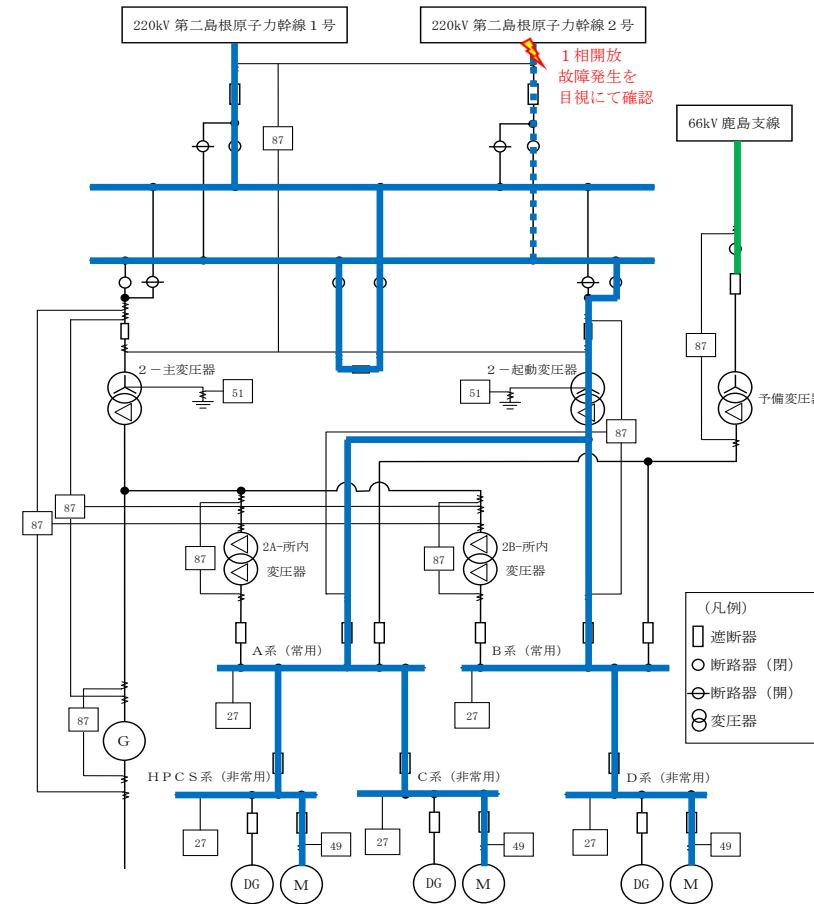 220kV 第二島根原子力幹線１号
220kV 第二島根原子力幹線２号
１相開放
故障発生を
目視にて確認
66kV 鹿島支線
87
87
２－主変圧器
51
２－起動変圧器
51
予備変圧器
87
87
87
87
2A-所内
変圧器
87
2B-所内
変圧器
(凡例)
遮断器
断路器（閉）
断路器（開）
変圧器
Ａ系（常用）
Ｂ系（常用）
27
27
87
G
ＨＰＣＳ系（非常用）
Ｃ系（非常用）
Ｄ系（非常用）
27
49
27
49
27
49
DG
M
DG
M
DG
M